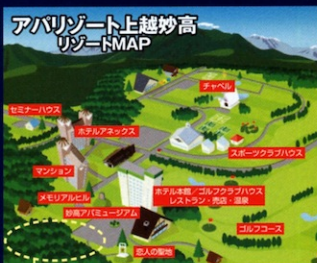 アパリゾート上越妙高
リゾートMAP
チャペル
セミナーハウス
ホテルアネックス
スポーツクラブハウス
マンション
メモリアルヒル
ホテル本館/ゴルフクラブハウス
レストラン・売店・温泉
妙高アパミュージアム
ゴルフコース
恋人の聖地